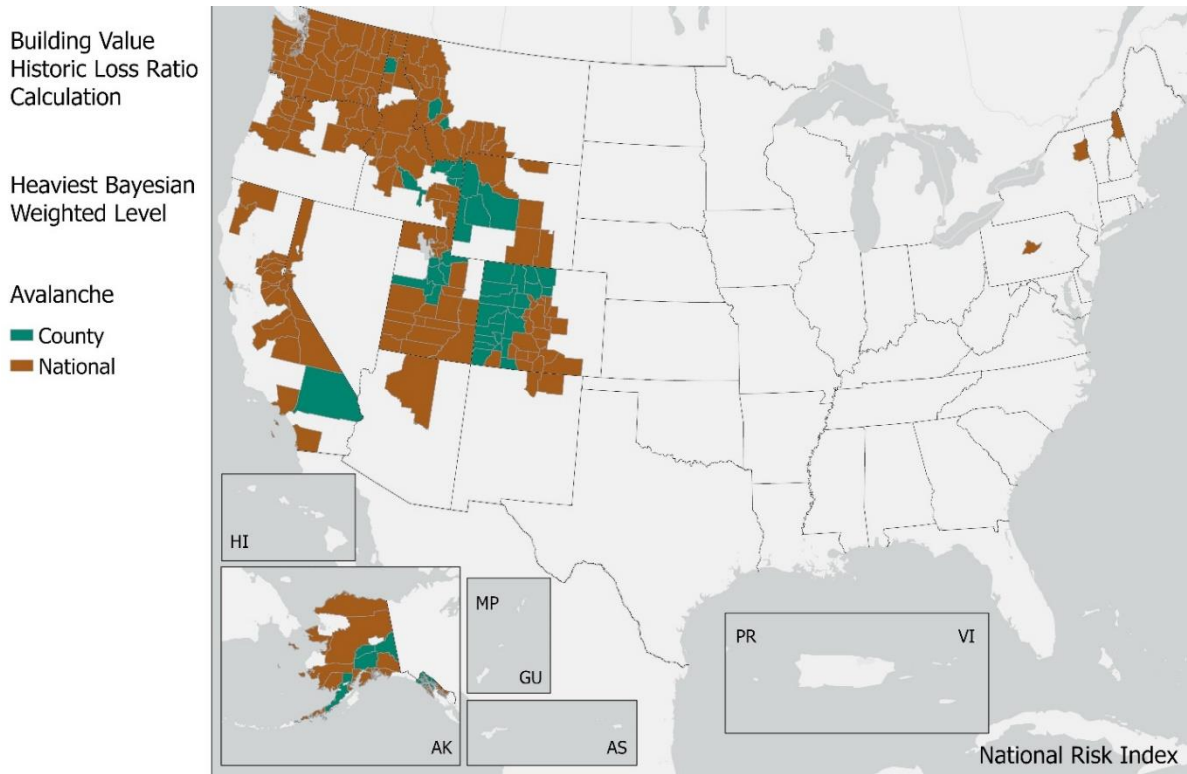 Building Value
Historic Loss Ratio
Calculation
Heaviest Bayesian
Weighted Level
Avalanche
County
National
HI
AK
MP
GU
AS
PR
VI
National Risk Index